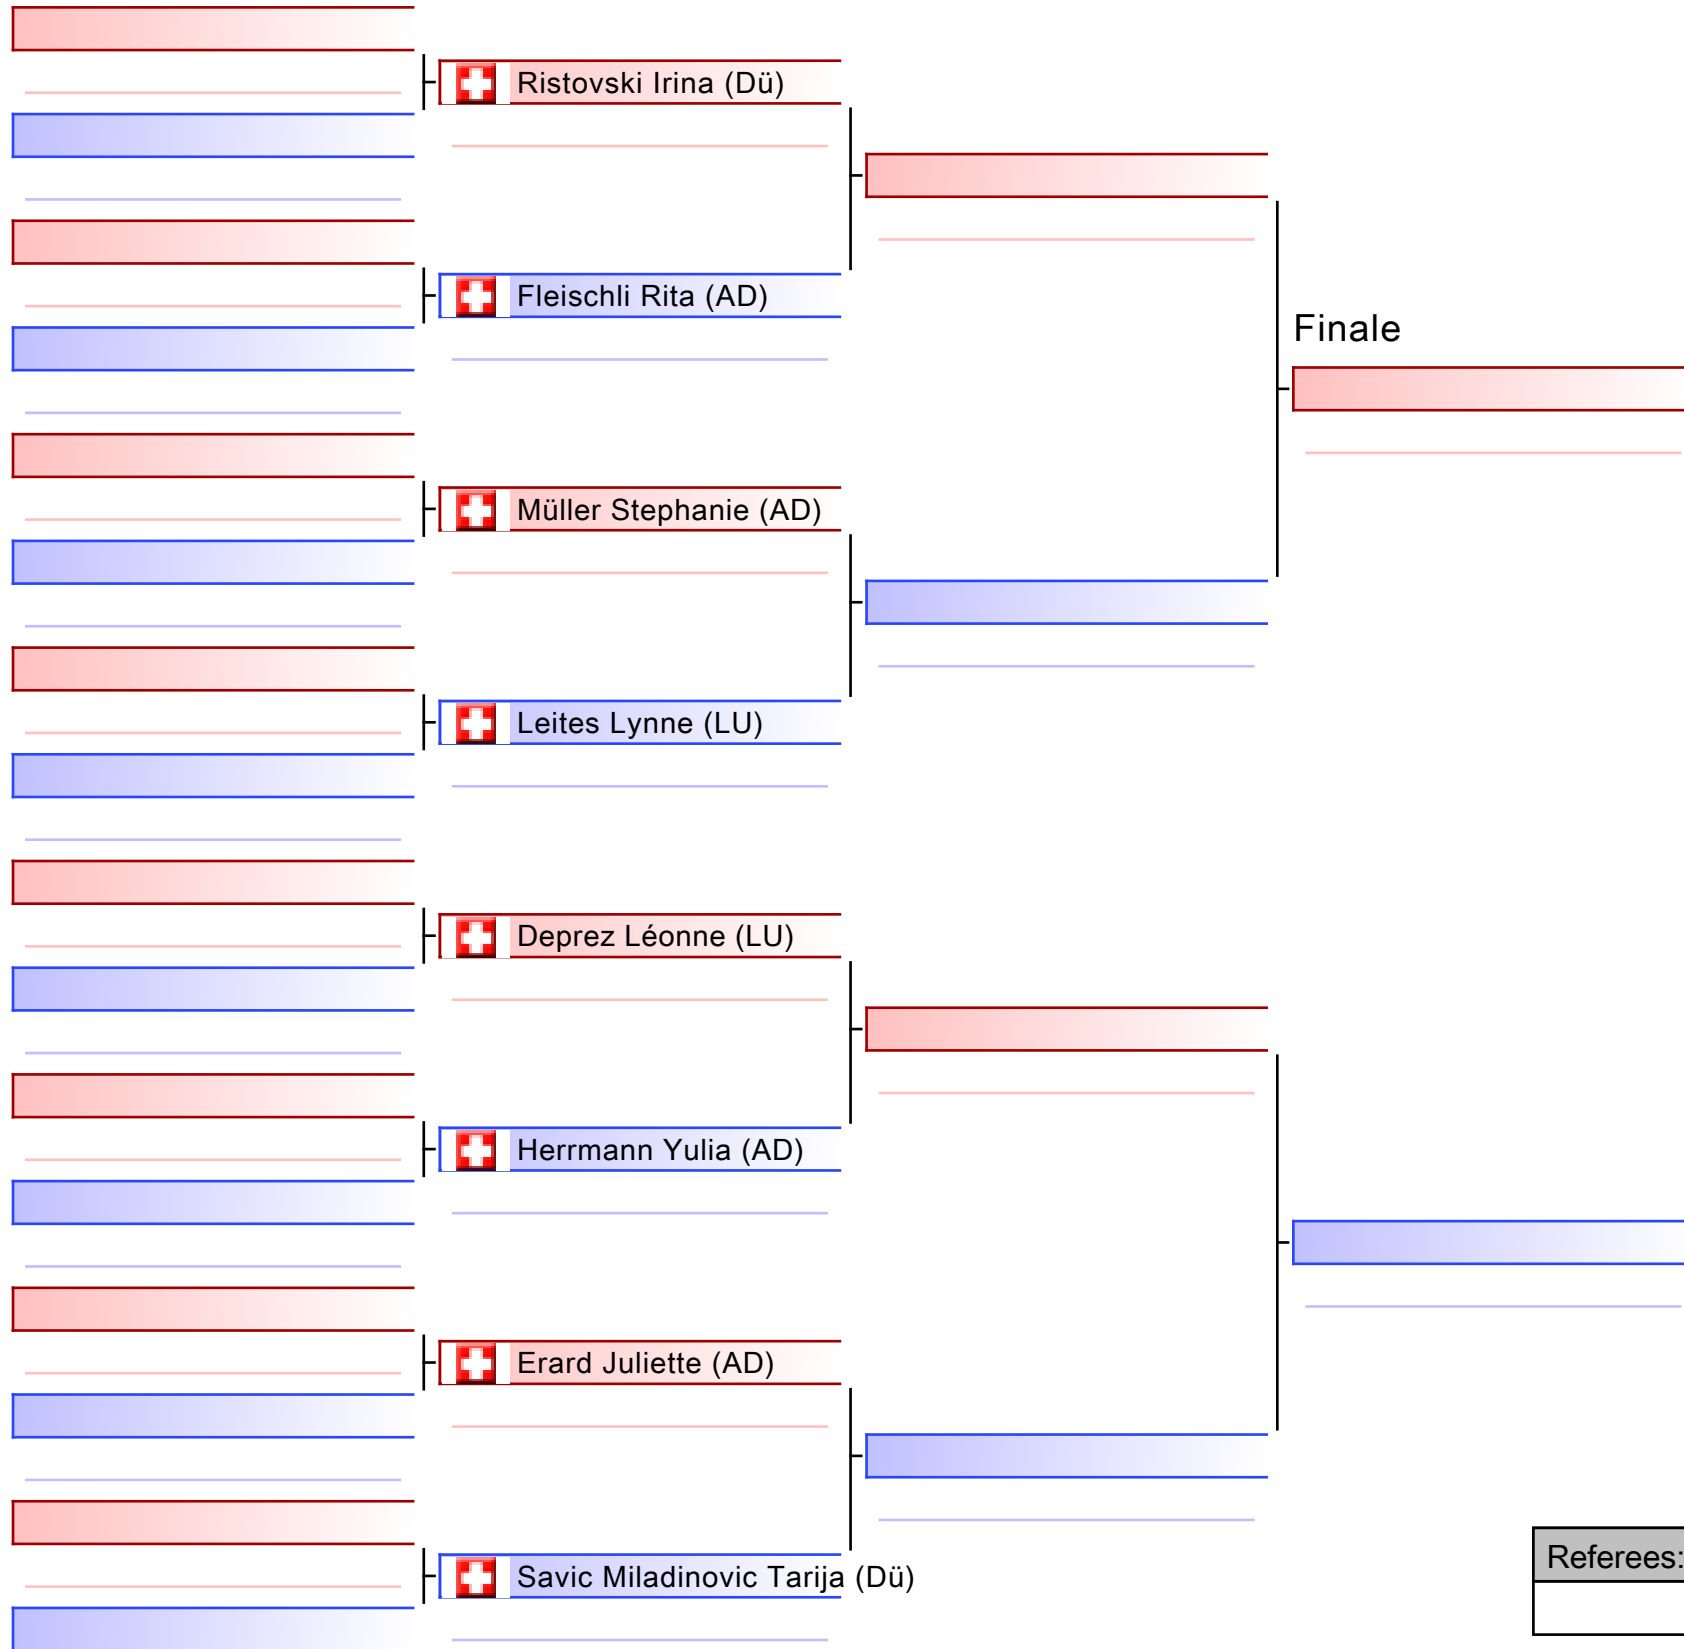 Ristovski Irina (Dü)
Fleischli Rita (AD)
Finale
Müller Stephanie (AD)
Leites Lynne (LU)
Deprez Léonne (LU)
Herrmann Yulia (AD)
Erard Juliette (AD)
Savic Miladinovic Tarija (Dü)
Referees: